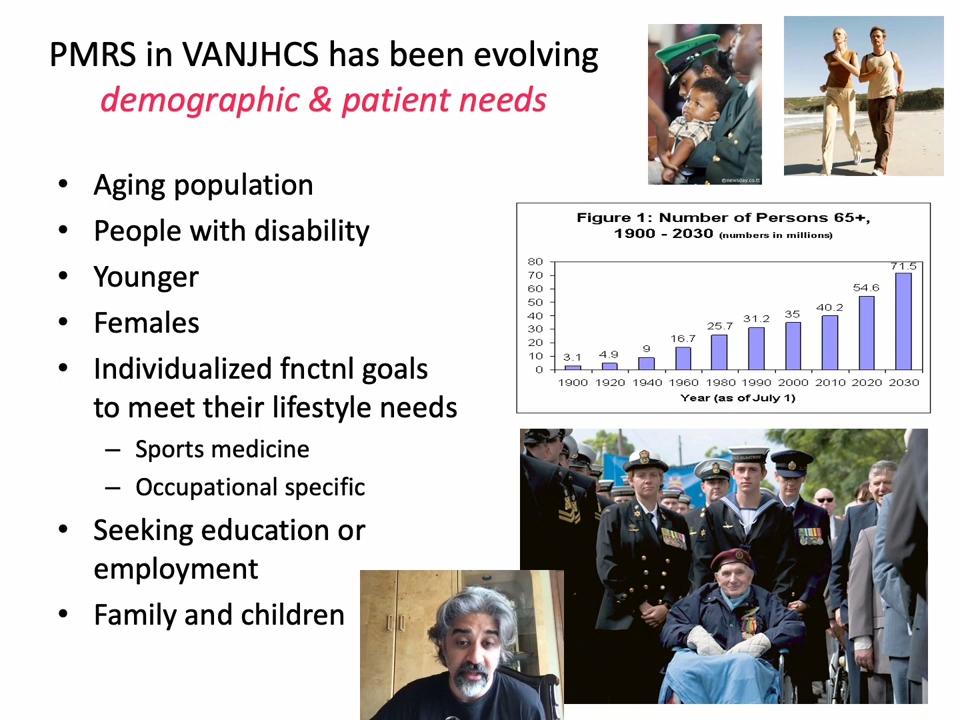 PMRS in VANJHCS has been evolving
demographic & patient needs
• Aging population
• People with disability
• Younger
• Females
• Individualized fnctnl goals
to meet their lifestyle needs
– Sports medicine
– Occupational specific
• Seeking education or
employment
• Family and children
©newsday.co.tt
Figure 1: Number of Persons 65+,
1900 - 2030 (numbers in millions)
80
70
60
50
40
30
20
10
0
3.1
4.9
9
16.7
25.7
31.2
35
40.2
54.6
71.5
1900 1920 1940 1960 1980 1990 2000 2010 2020 2030
Year (as of July 1)